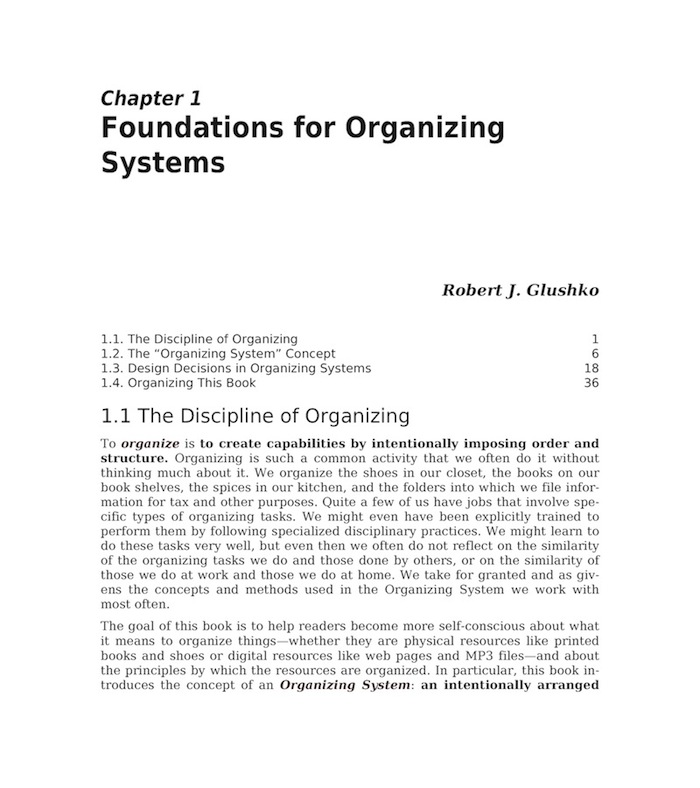 Chapter 1
Foundations for Organizing
Systems
Robert J. Glushko
1.1. The Discipline of Organizing 1
1.2. The “Organizing System” Concept 6
1.3. Design Decisions in Organizing Systems 18
1.4. Organizing This Book 36
1.1 The Discipline of Organizing
To organize is to create capabilities by intentionally imposing order and
structure. Organizing is such a common activity that we often do it without
thinking much about it. We organize the shoes in our closet, the books on our
book shelves, the spices in our kitchen, and the folders into which we file infor-
mation for tax and other purposes. Quite a few of us have jobs that involve spe-
cific types of organizing tasks. We might even have been explicitly trained to
perform them by following specialized disciplinary practices. We might learn to
do these tasks very well, but even then we often do not reflect on the similarity
of the organizing tasks we do and those done by others, or on the similarity of
those we do at work and those we do at home. We take for granted and as giv-
ens the concepts and methods used in the Organizing System we work with
most often.
The goal of this book is to help readers become more self-conscious about what
it means to organize things—whether they are physical resources like printed
books and shoes or digital resources like web pages and MP3 files—and about
the principles by which the resources are organized. In particular, this book in-
troduces the concept of an Organizing System: an intentionally arranged